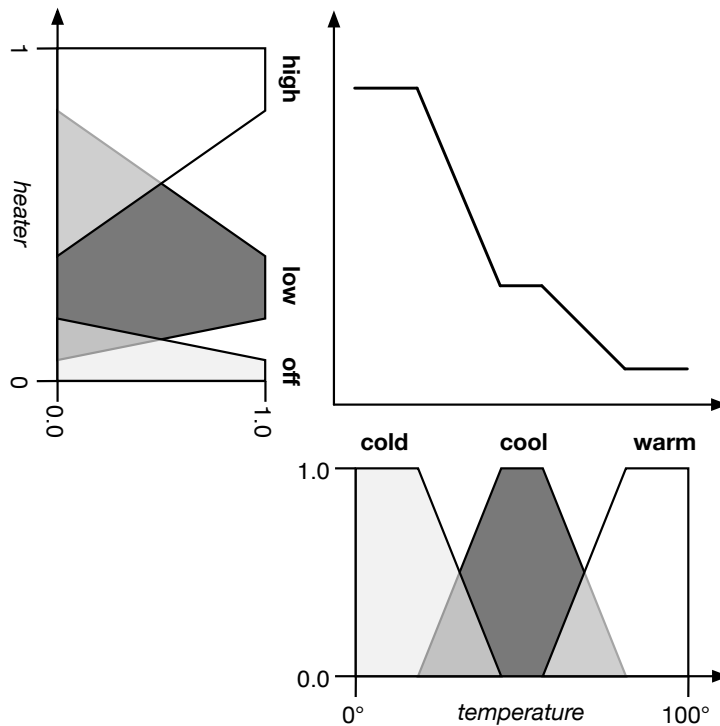 1
high
heater
low
off
0
0.0
1.0
cold
cool
warm
1.0
0.0
0°
temperature
100°